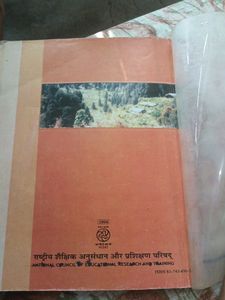 राष्ट्रीय शैक्षिक अनुसंधान और प्रशिक्षण परिषद्
NATIONAL COUNCIL OF EDUCATIONAL RESEARCH AND TRAINING